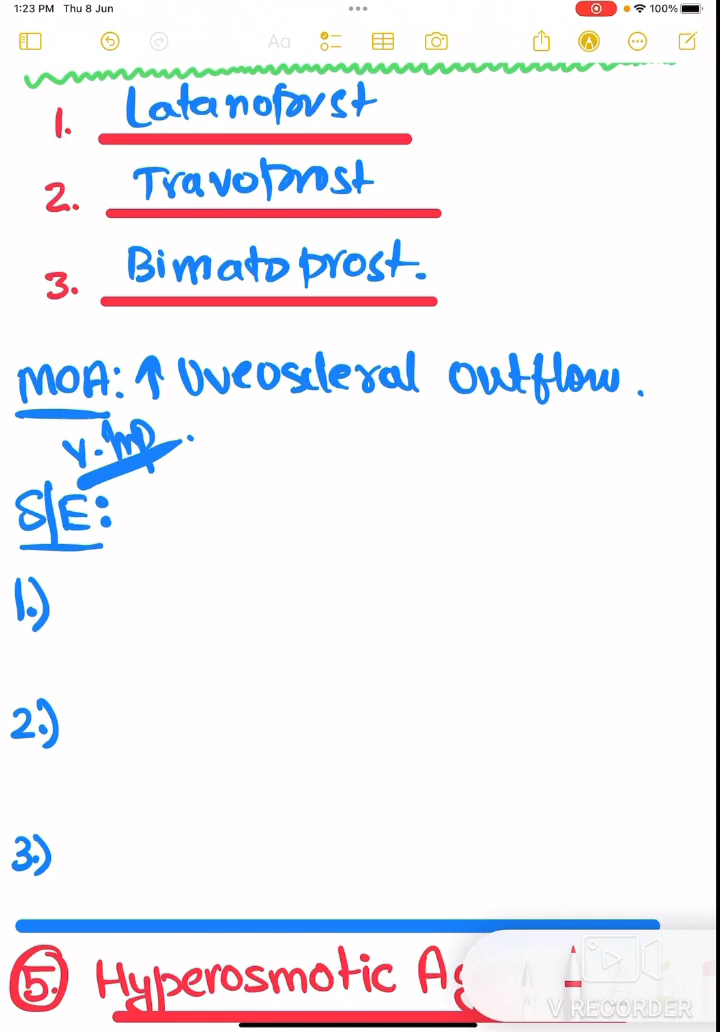 1:23 PM Thu 8 Jun 100%
Aa
1. Latanoprost
2. Travoprost
3. Bimatoprost.
MOA: ↑ Uveoscleral outflow.
v. Imp.
S/E:
1.)
2.)
3.)
5. Hyperosmotic Ag
V RECORDER